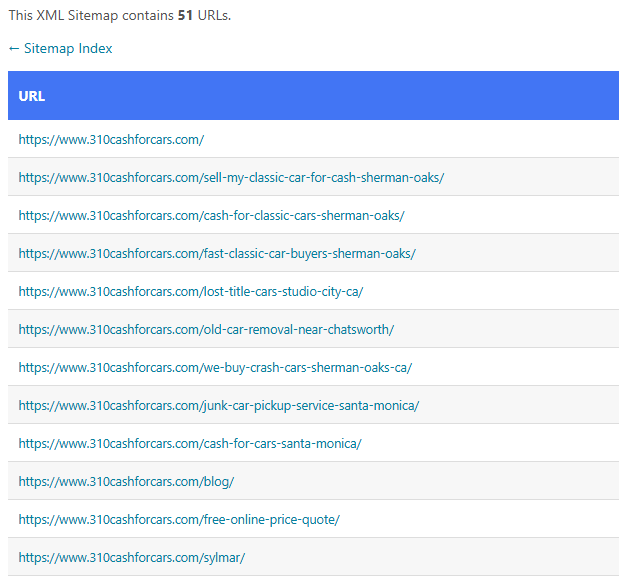 This XML Sitemap contains 51 URLs.
← Sitemap Index
URL
https://www.310cashforcars.com/
https://www.310cashforcars.com/sell-my-classic-car-for-cash-sherman-oaks/
https://www.310cashforcars.com/cash-for-classic-cars-sherman-oaks/
https://www.310cashforcars.com/fast-classic-car-buyers-sherman-oaks/
https://www.310cashforcars.com/lost-title-cars-studio-city-ca/
https://www.310cashforcars.com/old-car-removal-near-chatsworth/
https://www.310cashforcars.com/we-buy-crash-cars-sherman-oaks-ca/
https://www.310cashforcars.com/junk-car-pickup-service-santa-monica/
https://www.310cashforcars.com/cash-for-cars-santa-monica/
https://www.310cashforcars.com/blog/
https://www.310cashforcars.com/free-online-price-quote/
https://www.310cashforcars.com/sylmar/